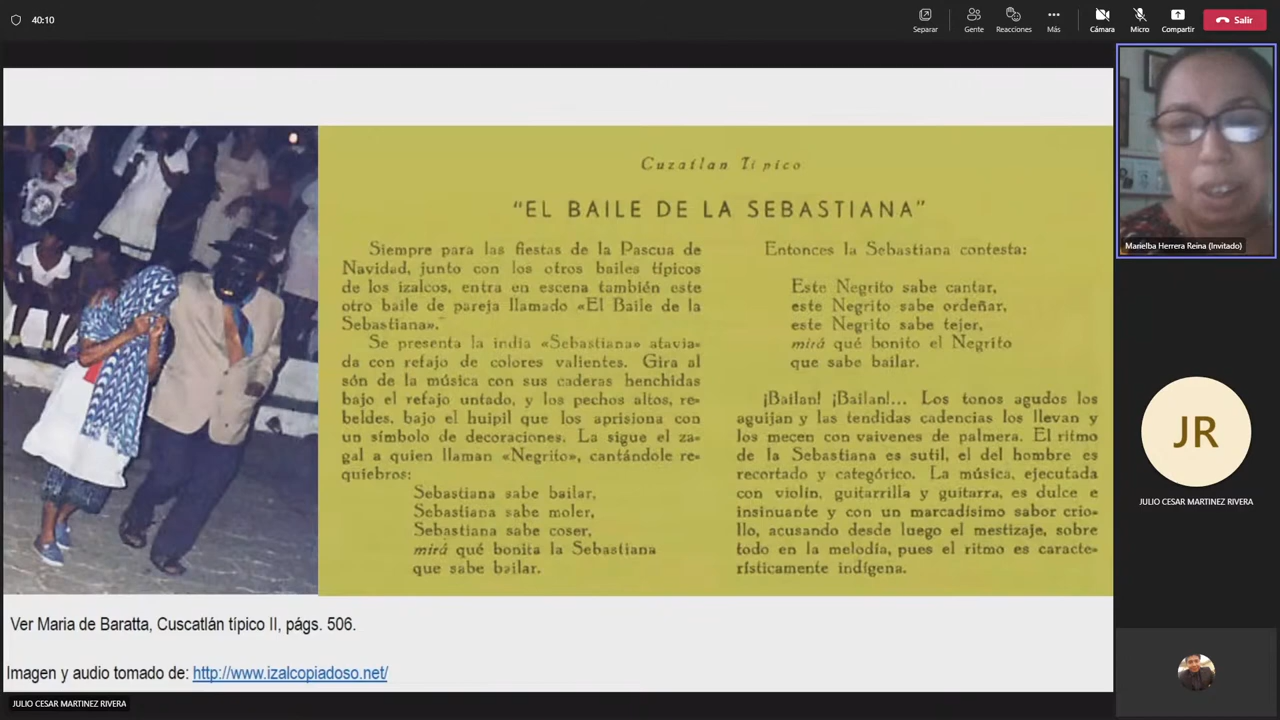 40:10
Separar
Gente
Reacciones
Más
Cámara
Micro
Compartir
Salir
Cuzatlan Típico
"EL BAILE DE LA SEBASTIANA"
Siempre para las fiestas de la Pascua de
Navidad, junto con los otros bailes típicos
de los izalcos, entra en escena también este
otro baile de pareja llamado «El Baile de la
Sebastiana».
Se presenta la india «Sebastiana» atavia-
da con refajo de colores valientes. Gira al
són de la música con sus caderas henchidas
bajo el refajo untado, y los pechos altos, re-
beldes, bajo el huipil que los aprisiona con
un símbolo de decoraciones. La sigue el za-
gal a quien llaman «Negrito», cantándole re-
quiebros:
Sebastiana sabe bailar,
Sebastiana sabe moler,
Sebastiana sabe coser,
mirá qué bonita la Sebastiana
que sabe bailar.
Entonces la Sebastiana contesta:
Este Negrito sabe cantar,
este Negrito sabe ordeñar,
este Negrito sabe tejer,
mirá qué bonito el Negrito
que sabe bailar.
¡Bailan! ¡Bailan!... Los tonos agudos los
aguijan y las tendidas cadencias los llevan y
los mecen con vaivenes de palmera. El ritmo
de la Sebastiana es sutil, el del hombre es
recortado y categórico. La música, ejecutada
con violín, guitarrilla y guitarra, es dulce e
insinuante y con un marcadísimo sabor crio-
llo, acusando desde luego el mestizaje, sobre
todo en la melodía, pues el ritmo es caracte-
rísticamente indígena.
Ver Maria de Baratta, Cuscatlán típico II, págs. 506.
Imagen y audio tomado de: http://www.izalcopiadoso.net/
JULIO CESAR MARTINEZ RIVERA
Marielba Herrera Reina (Invitado)
JR
JULIO CESAR MARTINEZ RIVERA